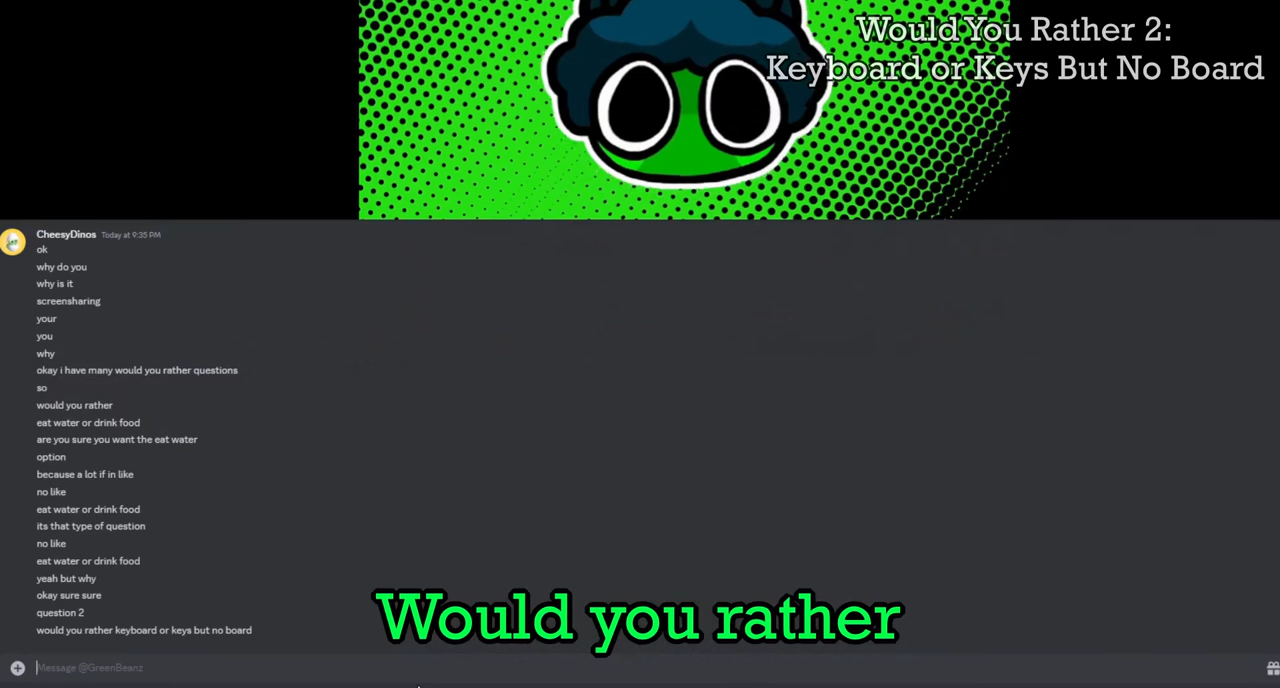 Would You Rather 2:
Keyboard or Keys But No Board
CheesyDinos Today at 9:35 PM
ok
why do you
why is it
screensharing
your
you
why
okay i have many would you rather questions
so
would you rather
eat water or drink food
are you sure you want the eat water
option
because a lot if in like
no like
eat water or drink food
its that type of question
no like
eat water or drink food
yeah but why
okay sure sure
question 2
would you rather keyboard or keys but no board
Would you rather
Message @GreenBeanz